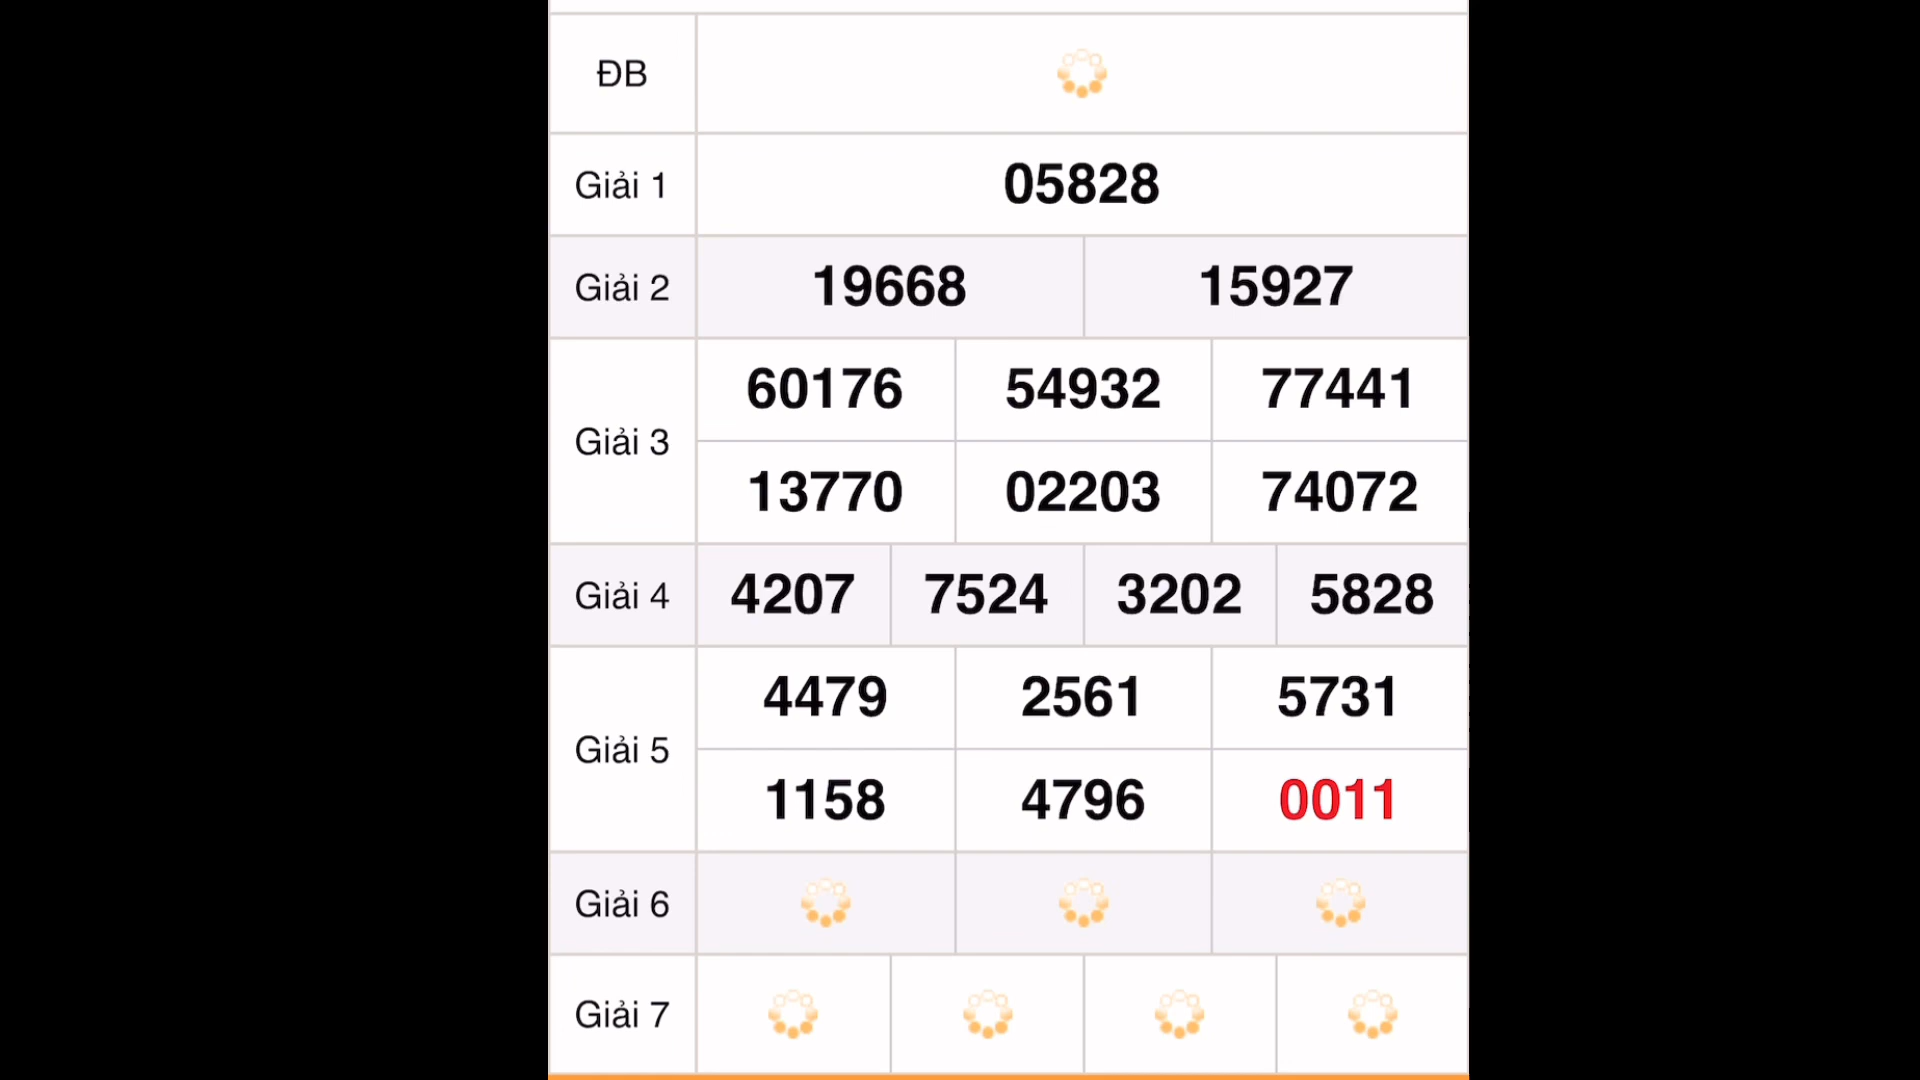 ĐB
Giải 1 05828
Giải 2 19668 15927
Giải 3
60176 54932 77441
13770 02203 74072
Giải 4 4207 7524 3202 5828
Giải 5
4479 2561 5731
1158 4796 0011
Giải 6
Giải 7